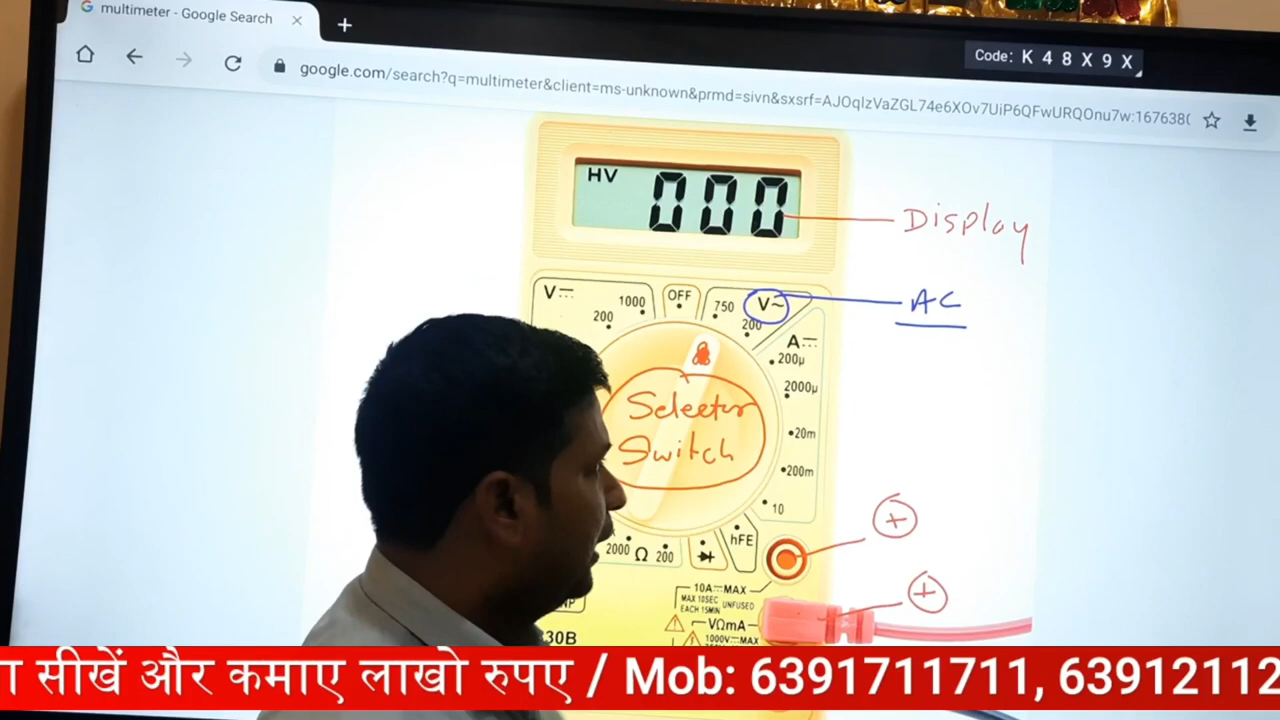 multimeter - Google Search
Code: K 4 8 X 9 X
google.com/search?q=multimeter&client=ms-unknown&prmd=sivn&sxsrf=AJOqlzVaZGL74e6XOv7UiP6QFwURQOnu7w:1676380
HV 000
Display
V
1000
200
OFF
750
V~
200
AC
A
200µ
2000µ
20m
200m
10
Selector
Switch
+
2000 Ω 200
hFE
10A MAX
MAX 10SEC
EACH 15MIN
UNFUSED
+
VΩmA
1000V MAX
30B
सीखें और कमाए लाखो रुपए / Mob: 6391711711, 63912112